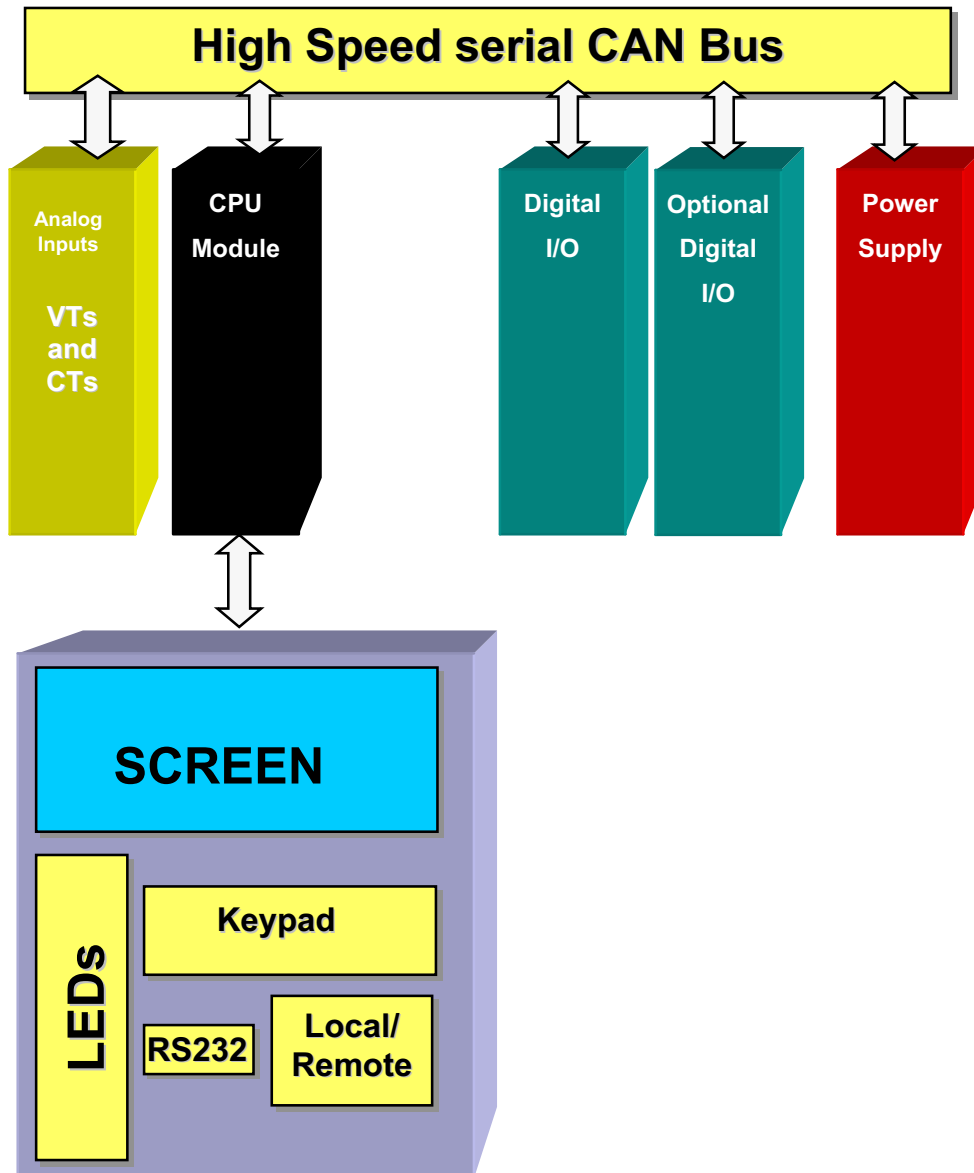 High Speed serial CAN Bus
Analog
Inputs
VTs
and
CTs
CPU
Module
Digital
I/O
Optional
Digital
I/O
Power
Supply
SCREEN
LEDs
Keypad
RS232
Local/
Remote